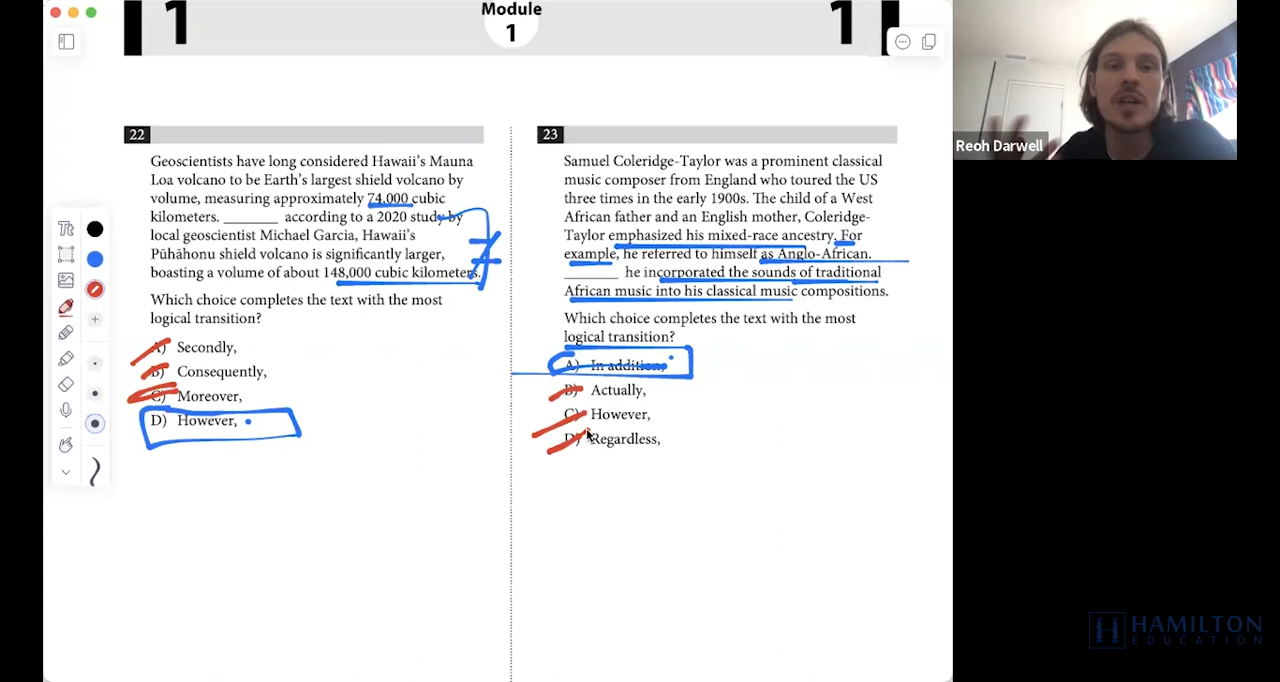 1
Module
1
1
22
Geoscientists have long considered Hawaii's Mauna
Loa volcano to be Earth's largest shield volcano by
volume, measuring approximately 74,000 cubic
kilometers. ________ according to a 2020 study by
local geoscientist Michael Garcia, Hawaii's
Pūhāhonu shield volcano is significantly larger,
boasting a volume of about 148,000 cubic kilometers.
Which choice completes the text with the most
logical transition?
A) Secondly,
B) Consequently,
C) Moreover,
D) However,
23
Samuel Coleridge-Taylor was a prominent classical
music composer from England who toured the US
three times in the early 1900s. The child of a West
African father and an English mother, Coleridge-
Taylor emphasized his mixed-race ancestry. For
example, he referred to himself as Anglo-African.
________ he incorporated the sounds of traditional
African music into his classical music compositions.
Which choice completes the text with the most
logical transition?
A) In addition,
B) Actually,
C) However,
D) Regardless,
Reoh Darwell
HAMILTON
EDUCATION